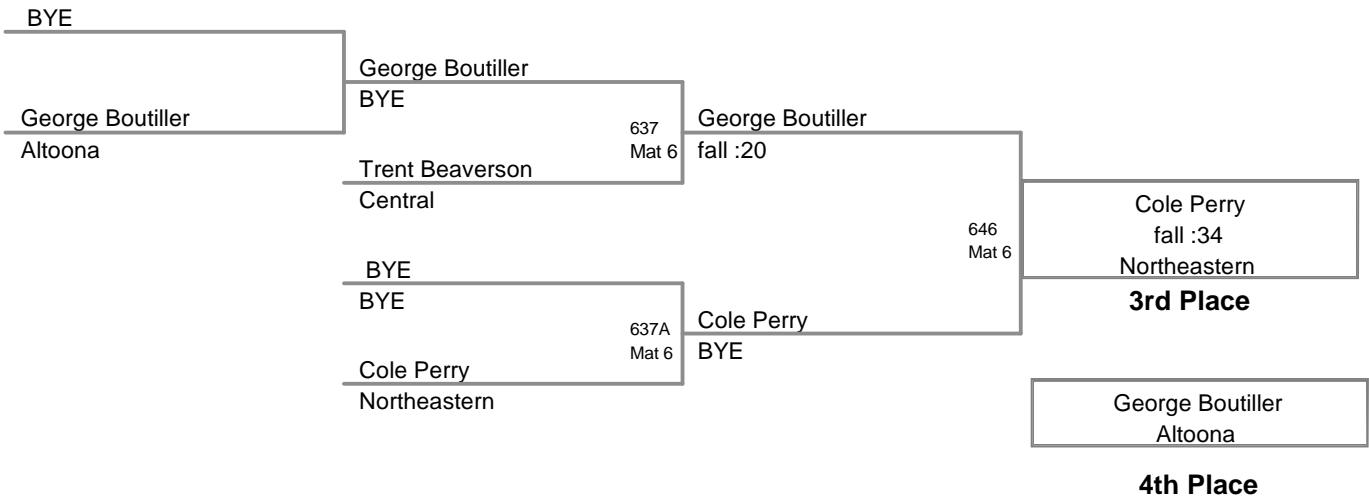 BYE
George Boutiller
Altoona
George Boutiller
BYE
637
Mat 6
Trent Beaverson
Central
George Boutiller
fall :20
BYE
BYE
637A
Mat 6
Cole Perry
Northeastern
Cole Perry
BYE
646
Mat 6
Cole Perry
fall :34
Northeastern
3rd Place
George Boutiller
Altoona
4th Place